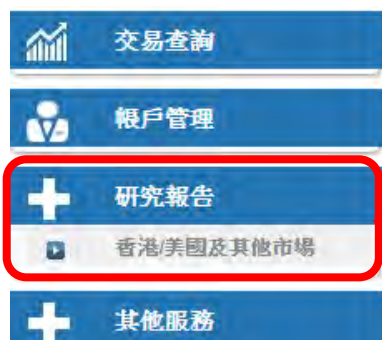 交易查詢
帳戶管理
研究報告
香港/美國及其他市場
其他服務